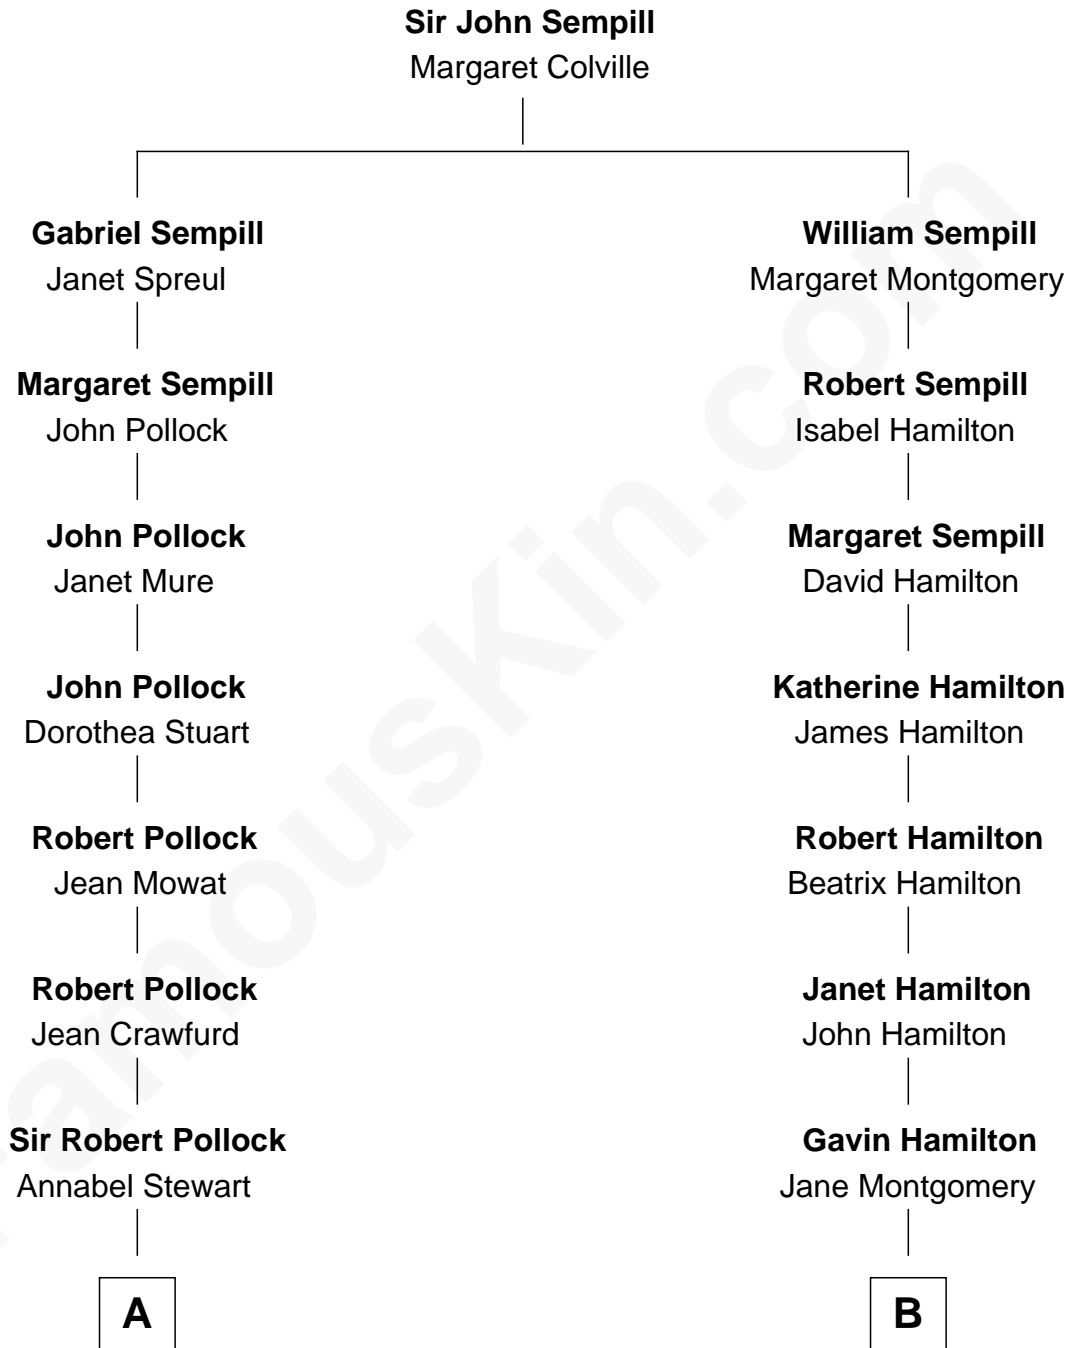 Sir John Sempill
Margaret Colville
Gabriel Sempill
Janet Spreul
William Sempill
Margaret Montgomery
Margaret Sempill
John Pollock
Robert Sempill
Isabel Hamilton
John Pollock
Janet Mure
Margaret Sempill
David Hamilton
John Pollock
Dorothea Stuart
Katherine Hamilton
James Hamilton
Robert Pollock
Jean Mowat
Robert Hamilton
Beatrix Hamilton
Robert Pollock
Jean Crawfurd
Janet Hamilton
John Hamilton
Sir Robert Pollock
Annabel Stewart
Gavin Hamilton
Jane Montgomery
A
B
FamousKin.com